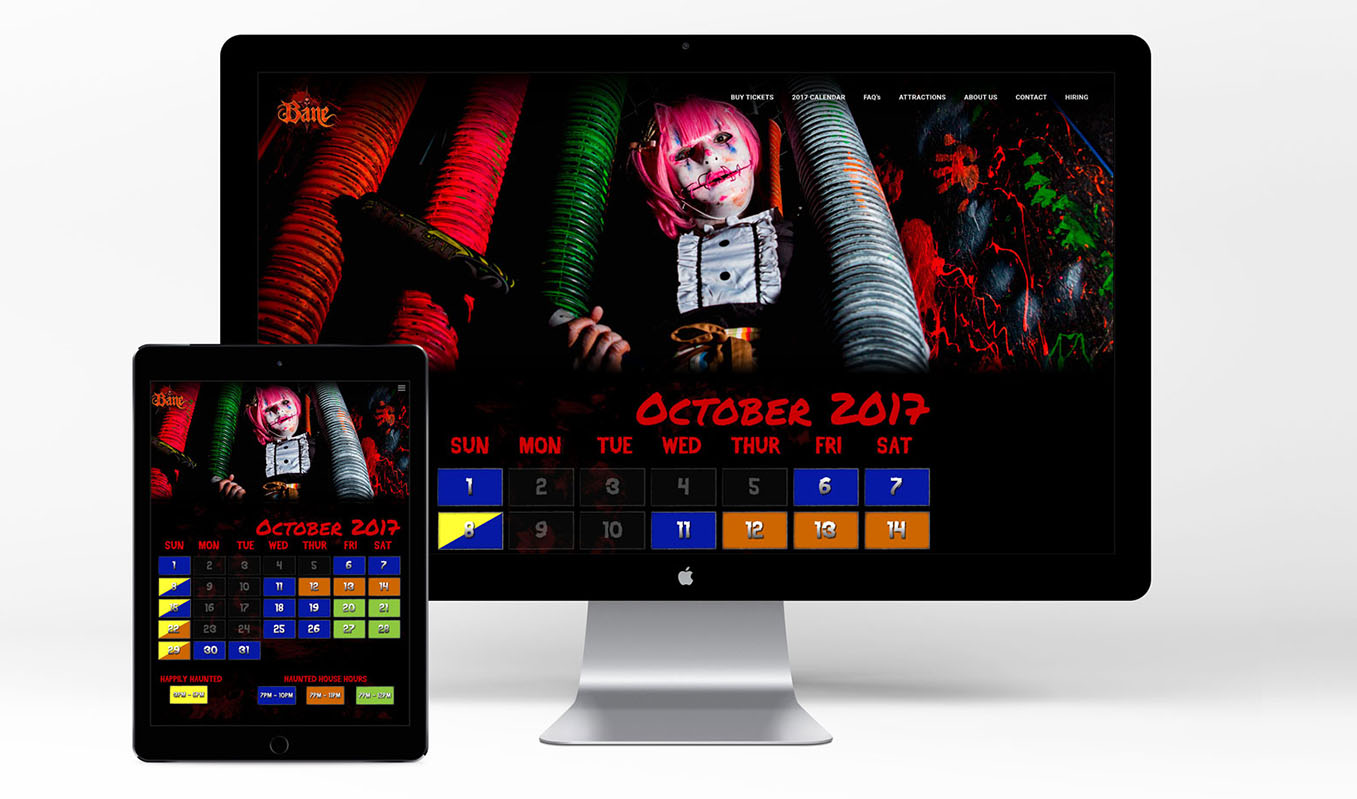 Bane
BUY TICKETS 2017 CALENDAR FAQ's ATTRACTIONS ABOUT US CONTACT HIRING
OCTOBER 2017
SUN MON TUE WED THUR FRI SAT
1 2 3 4 5 6 7
8 9 10 11 12 13 14
Bane
OCTOBER 2017
SUN MON TUE WED THUR FRI SAT
1 2 3 4 5 6 7
8 9 10 11 12 13 14
15 16 17 18 19 20 21
22 23 24 25 26 27 28
29 30 31
HAPPILY HAUNTED HAUNTED HOUSE HOURS
7PM - 10PM 7PM - 11PM 7PM - 12PM